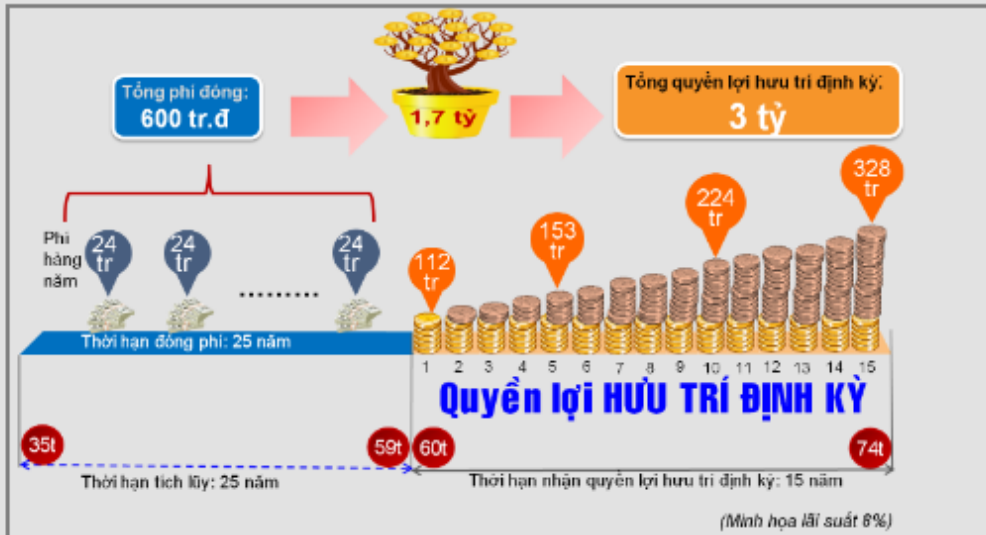 Tổng phí đóng:
600 tr.đ
1,7 tỷ
Tổng quyền lợi hưu trí định kỳ:
3 tỷ
Phí
hàng
năm
24
tr
24
tr
.........
24
tr
112
tr
153
tr
224
tr
328
tr
Thời hạn đóng phí: 25 năm
1 2 3 4 5 6 7 8 9 10 11 12 13 14 15
Quyền lợi HƯU TRÍ ĐỊNH KỲ
35t
59t
60t
74t
Thời hạn tích lũy: 25 năm
Thời hạn nhận quyền lợi hưu trí định kỳ: 15 năm
(Minh họa lãi suất 8%)